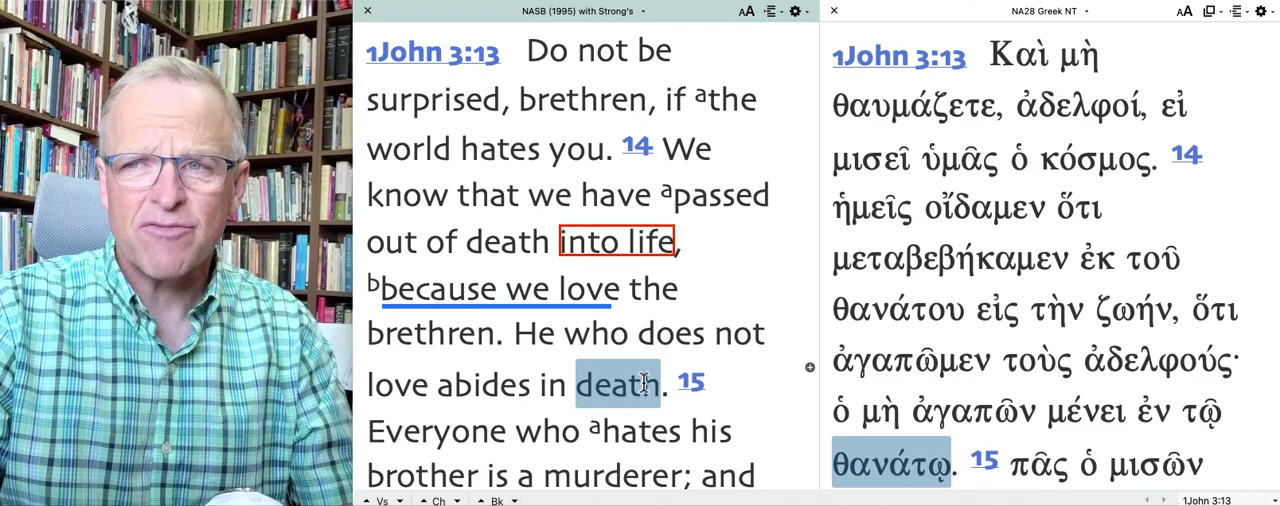 NASB (1995) with Strong's
1John 3:13 Do not be
surprised, brethren, if athe
world hates you. 14 We
know that we have apassed
out of death into life,
bbecause we love the
brethren. He who does not
love abides in death. 15
Everyone who ahates his
brother is a murderer; and
Vs Ch Bk
NA28 Greek NT
1John 3:13 Καὶ μὴ
θαυμάζετε, ἀδελφοί, εἰ
μισεῖ ὑμᾶς ὁ κόσμος. 14
ἡμεῖς οἴδαμεν ὅτι
μεταβεβήκαμεν ἐκ τοῦ
θανάτου εἰς τὴν ζωήν, ὅτι
ἀγαπῶμεν τοὺς ἀδελφούς·
ὁ μὴ ἀγαπῶν μένει ἐν τῷ
θανάτῳ. 15 πᾶς ὁ μισῶν
1John 3:13